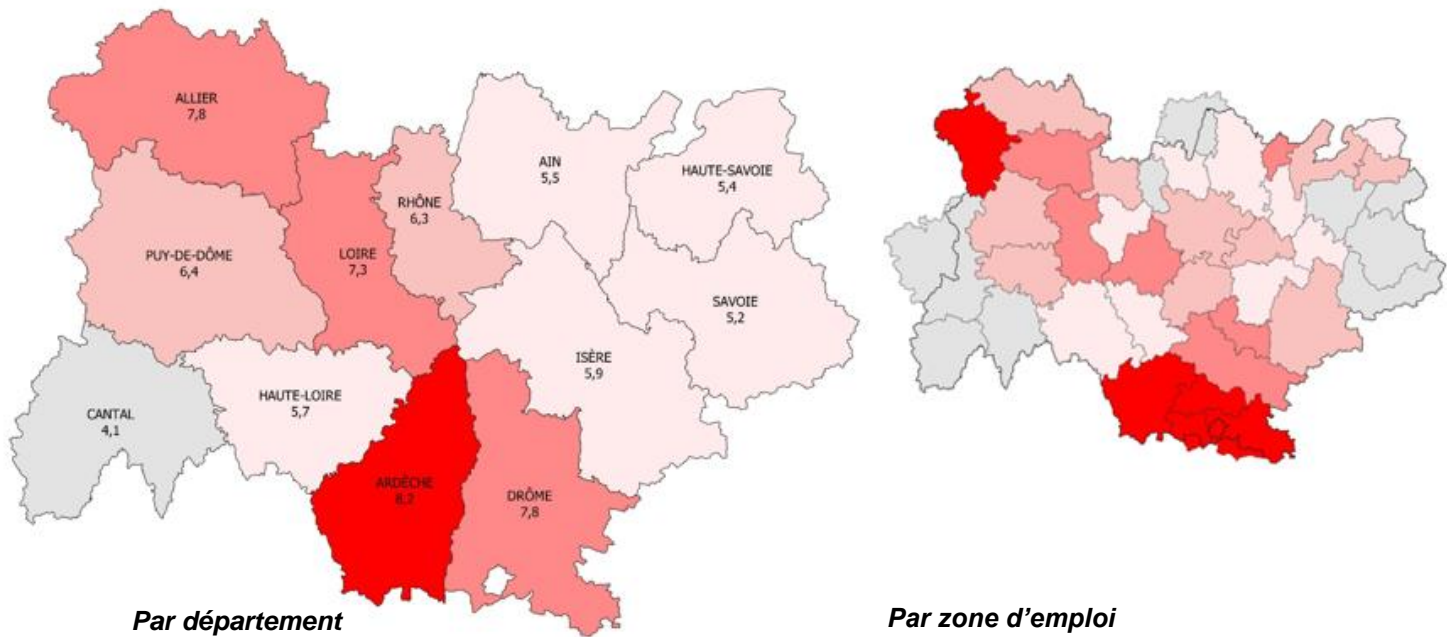 ALLIER
7,8
AIN
5,5
HAUTE-SAVOIE
5,4
RHÔNE
6,3
PUY-DE-DÔME
6,4
LOIRE
7,3
SAVOIE
5,2
ISÈRE
5,9
HAUTE-LOIRE
5,7
CANTAL
4,1
ARDÈCHE
8,2
DRÔME
7,8
Par département
Par zone d'emploi